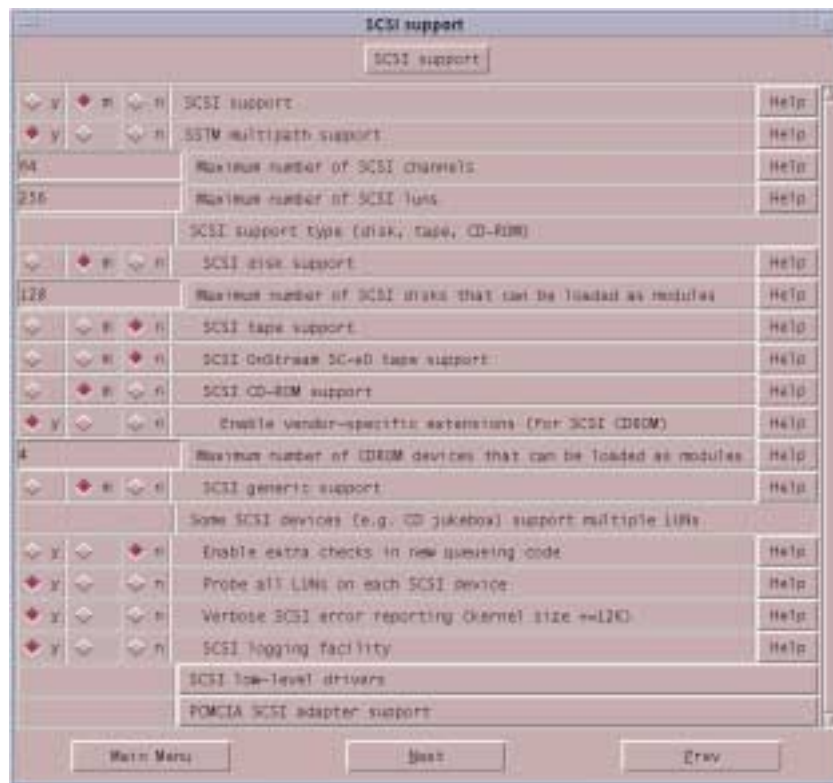 SCSI support
SCSI support
y m n SCSI support Help
y n SSTM multipath support Help
64 Maximum number of SCSI channels Help
256 Maximum number of SCSI luns Help
SCSI support type (disk, tape, CD-ROM)
m n SCSI disk support Help
128 Maximum number of SCSI disks that can be loaded as modules Help
m n SCSI tape support Help
m n SCSI OnStream SC-x0 tape support Help
m n SCSI CD-ROM support Help
y n Enable vendor-specific extensions (for SCSI CDROM) Help
4 Maximum number of CDROM devices that can be loaded as modules Help
m n SCSI generic support Help
Some SCSI devices (e.g. CD jukebox) support multiple LUNs
y n Enable extra checks in new queueing code Help
y n Probe all LUNs on each SCSI device Help
y n Verbose SCSI error reporting (kernel size +=12K) Help
y n SCSI logging facility Help
SCSI low-level drivers
PCMCIA SCSI adapter support
Main Menu Next Prev